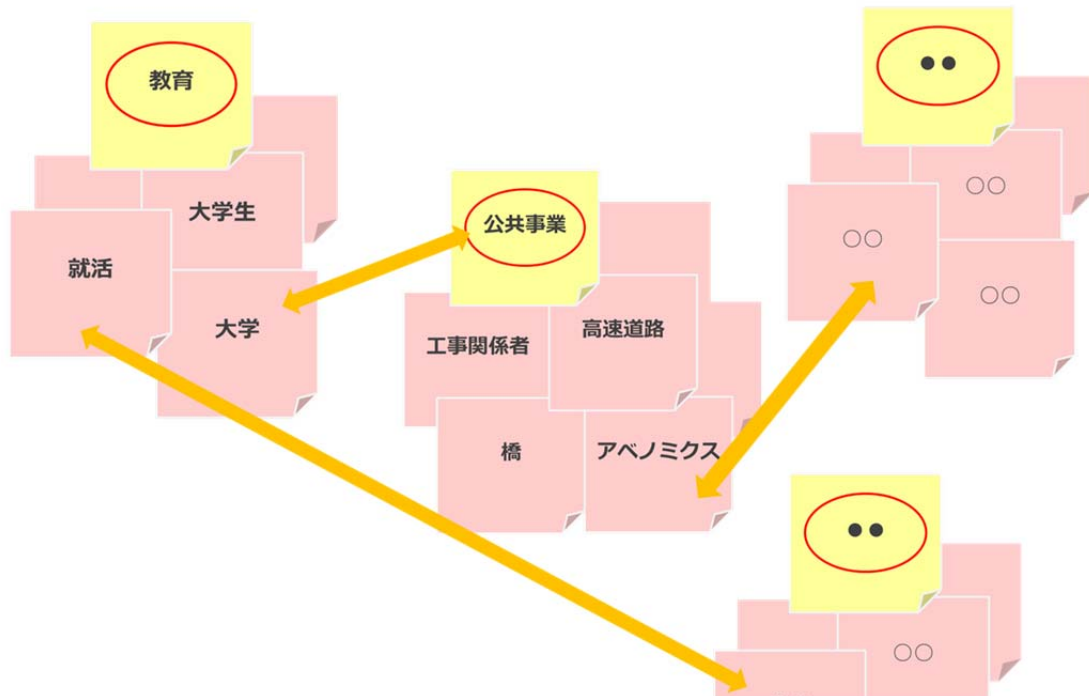 教育
大学生
就活
大学
公共事業
工事関係者
高速道路
橋
アベノミクス
●●
○○
○○
○○
●●
○○